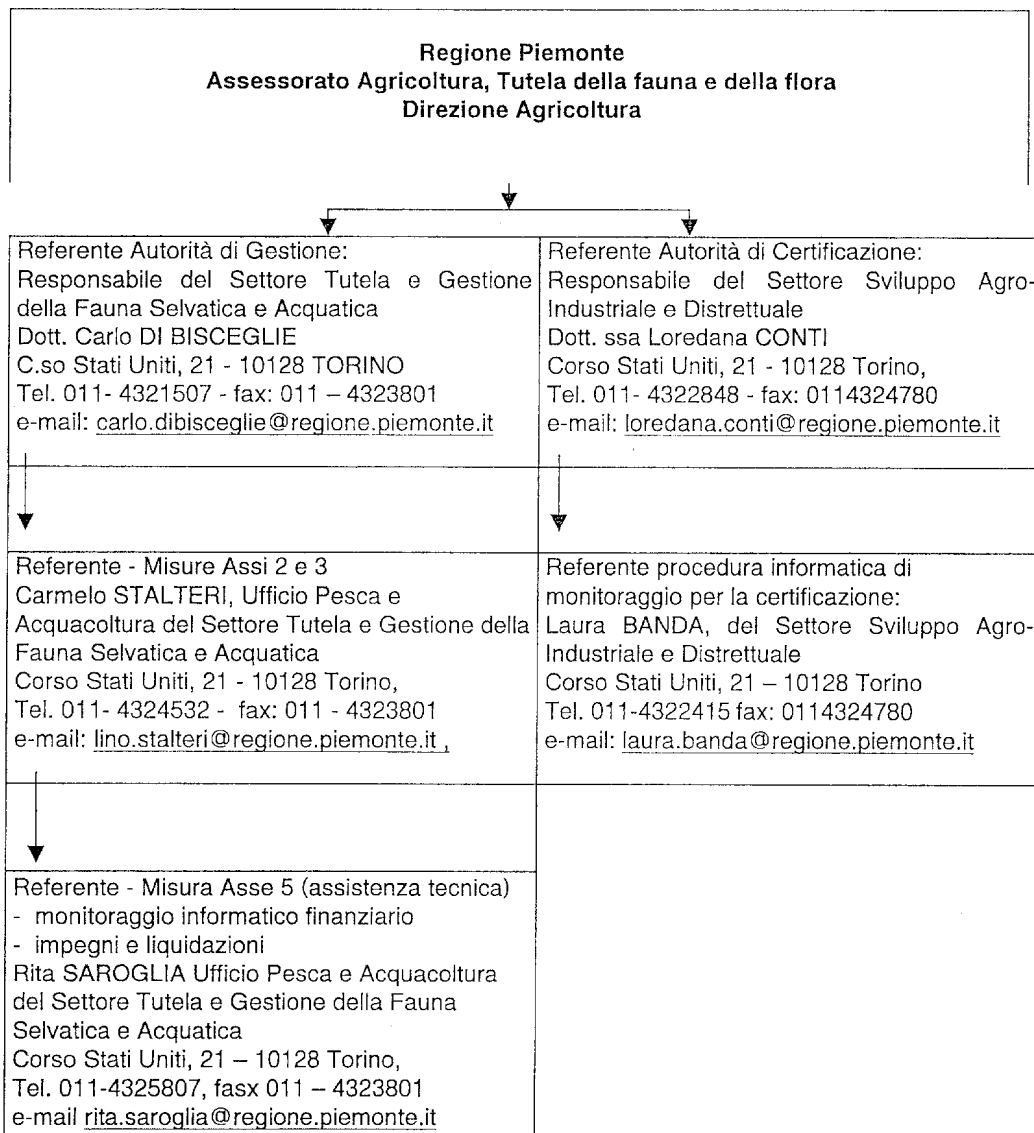 Regione Piemonte
Assessorato Agricoltura, Tutela della fauna e della flora
Direzione Agricoltura
Referente Autorità di Gestione:
Responsabile del Settore Tutela e Gestione
della Fauna Selvatica e Acquatica
Dott. Carlo DI BISCEGLIE
C.so Stati Uniti, 21 - 10128 TORINO
Tel. 011- 4321507 - fax: 011 – 4323801
e-mail: carlo.dibisceglie@regione.piemonte.it
Referente Autorità di Certificazione:
Responsabile del Settore Sviluppo Agro-
Industriale e Distrettuale
Dott. ssa Loredana CONTI
Corso Stati Uniti, 21 - 10128 Torino,
Tel. 011- 4322848 - fax: 0114324780
e-mail: loredana.conti@regione.piemonte.it
Referente - Misure Assi 2 e 3
Carmelo STALTERI, Ufficio Pesca e
Acquacoltura del Settore Tutela e Gestione della
Fauna Selvatica e Acquatica
Corso Stati Uniti, 21 - 10128 Torino,
Tel. 011- 4324532 - fax: 011 - 4323801
e-mail: lino.stalteri@regione.piemonte.it ,
Referente procedura informatica di
monitoraggio per la certificazione:
Laura BANDA, del Settore Sviluppo Agro-
Industriale e Distrettuale
Corso Stati Uniti, 21 – 10128 Torino
Tel. 011-4322415 fax: 0114324780
e-mail: laura.banda@regione.piemonte.it
Referente - Misura Asse 5 (assistenza tecnica)
- monitoraggio informatico finanziario
- impegni e liquidazioni
Rita SAROGLIA Ufficio Pesca e Acquacoltura
del Settore Tutela e Gestione della Fauna
Selvatica e Acquatica
Corso Stati Uniti, 21 – 10128 Torino,
Tel. 011-4325807, fasx 011 – 4323801
e-mail rita.saroglia@regione.piemonte.it